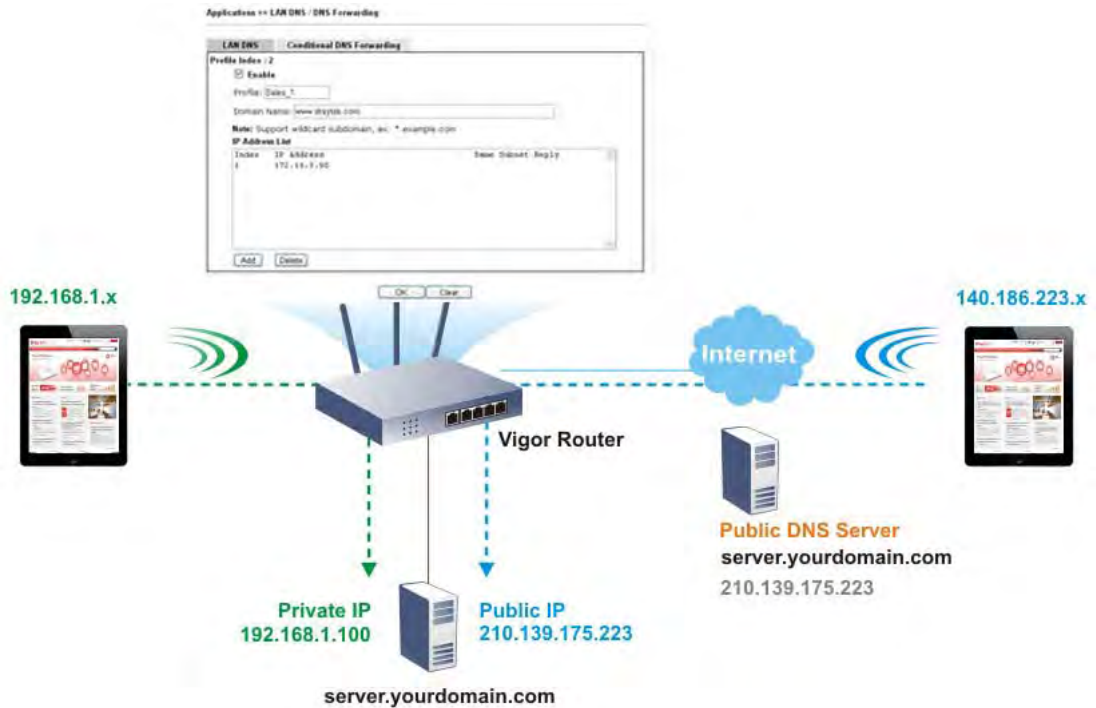 Applications >> LAN DNS / DNS Forwarding
LAN DNS Conditional DNS Forwarding
Profile Index : 2
Enable
Profile: Sales_1
Domain Name: www.draytek.com
Note: Support wildcard subdomain, ex: *.example.com
IP Address List
Index IP Address Same Subnet Reply
1
Add Delete
OK Clear
192.168.1.x
140.186.223.x
Internet
Vigor Router
Public DNS Server
server.yourdomain.com
210.139.175.223
Private IP
192.168.1.100
Public IP
210.139.175.223
server.yourdomain.com